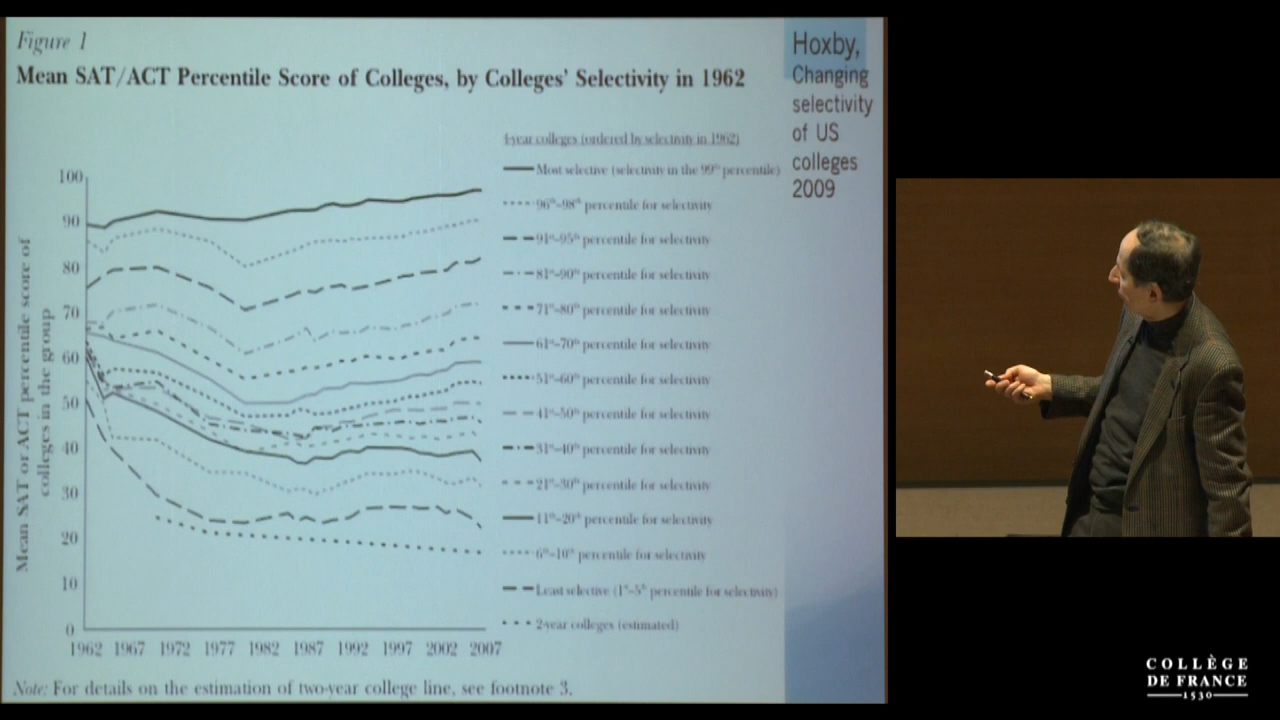 Figure 1
Mean SAT/ACT Percentile Score of Colleges, by Colleges' Selectivity in 1962
Hoxby,
Changing
selectivity
of US
colleges
2009
Mean SAT or ACT percentile score of
colleges in the group
100
90
80
70
60
50
40
30
20
10
0
1962 1967 1972 1977 1982 1987 1992 1997 2002 2007
4-year colleges (ordered by selectivity in 1962)
Most selective (selectivity in the 99th percentile)
96th–98th percentile for selectivity
91st–95th percentile for selectivity
81st–90th percentile for selectivity
71st–80th percentile for selectivity
61st–70th percentile for selectivity
51st–60th percentile for selectivity
41st–50th percentile for selectivity
31st–40th percentile for selectivity
21st–30th percentile for selectivity
11th–20th percentile for selectivity
6th–10th percentile for selectivity
Least selective (1st–5th percentile for selectivity)
2-year colleges (estimated)
Note: For details on the estimation of two-year college line, see footnote 3.
COLLÈGE
DE FRANCE
1530